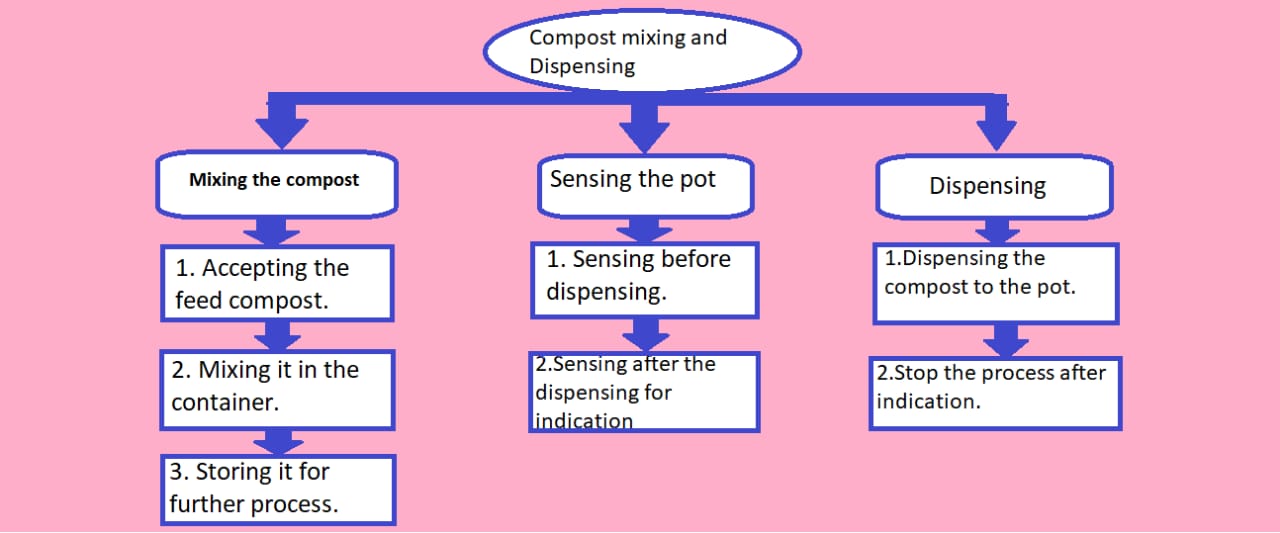 Compost mixing and
Dispensing
Mixing the compost
1. Accepting the
feed compost.
2. Mixing it in the
container.
3. Storing it for
further process.
Sensing the pot
1. Sensing before
dispensing.
2.Sensing after the
dispensing for
indication
Dispensing
1.Dispensing the
compost to the pot.
2.Stop the process after
indication.